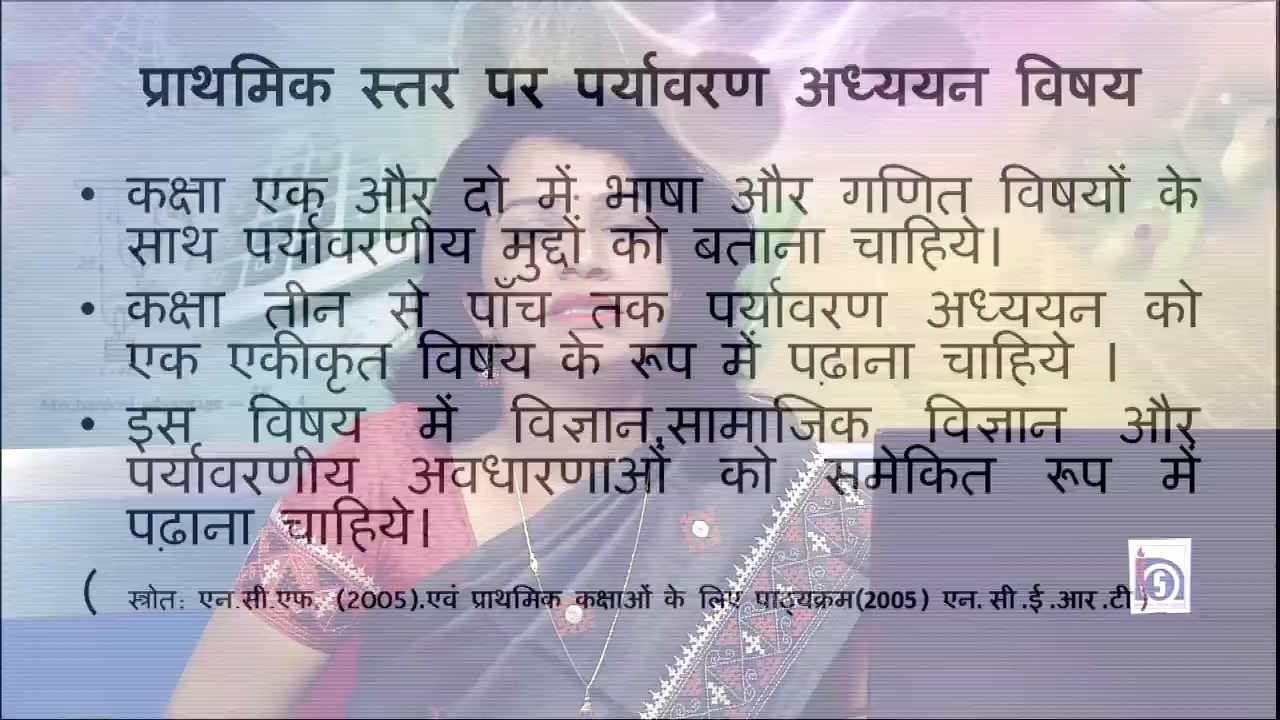 प्राथमिक स्तर पर पर्यावरण अध्ययन विषय
• कक्षा एक और दो में भाषा और गणित विषयों के
साथ पर्यावरणीय मुद्दों को बताना चाहिये।
• कक्षा तीन से पाँच तक पर्यावरण अध्ययन को
एक एकीकृत विषय के रूप में पढ़ाना चाहिये ।
• इस विषय में विज्ञान,सामाजिक विज्ञान और
पर्यावरणीय अवधारणाओं को समेकित रूप में
पढ़ाना चाहिये।
( स्त्रोत: एन.सी.एफ. (2005).एवं प्राथमिक कक्षाओं के लिए पाठ्यक्रम(2005) एन. सी .ई .आर .टी )